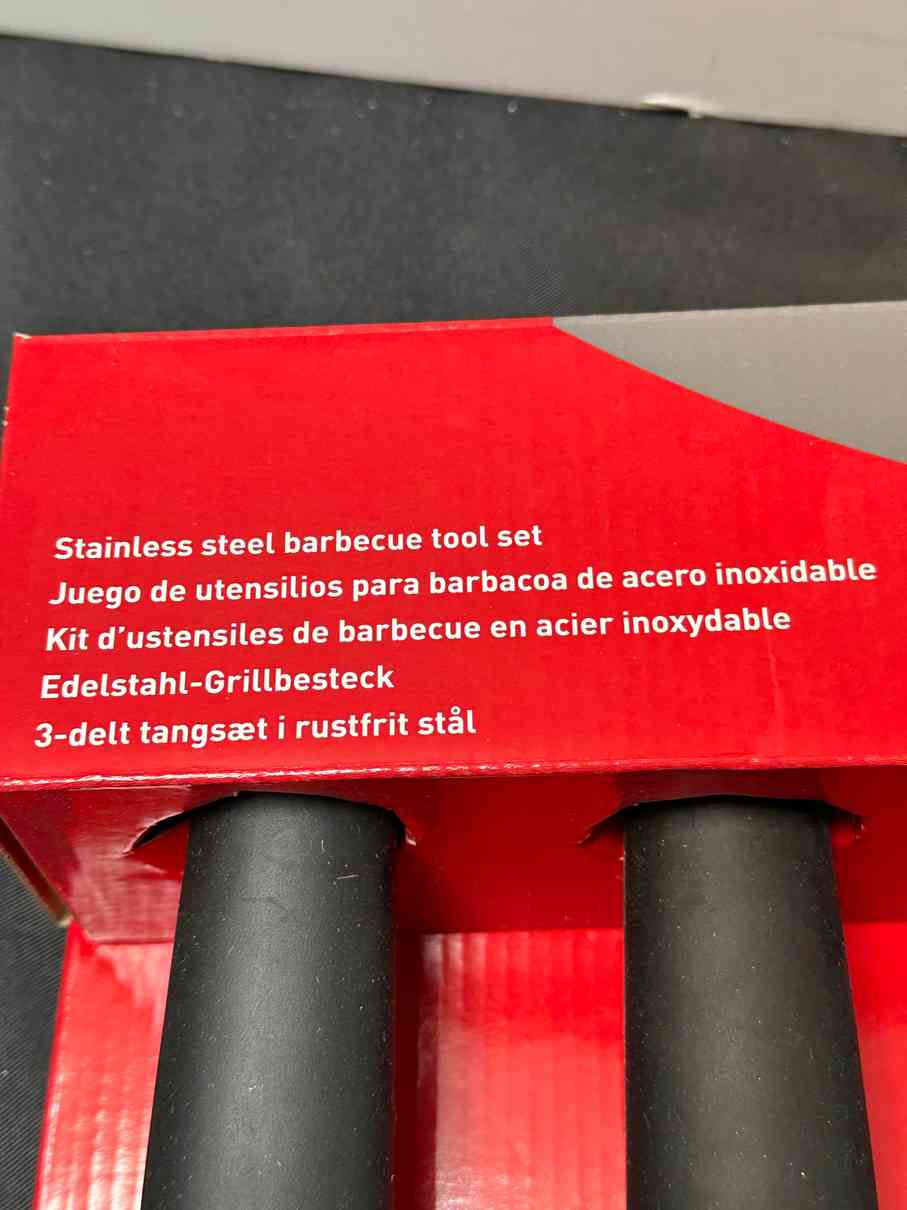 Stainless steel barbecue tool set
Juego de utensilios para barbacoa de acero inoxidable
Kit d'ustensiles de barbecue en acier inoxydable
Edelstahl-Grillbesteck
3-delt tangsæt i rustfrit stål